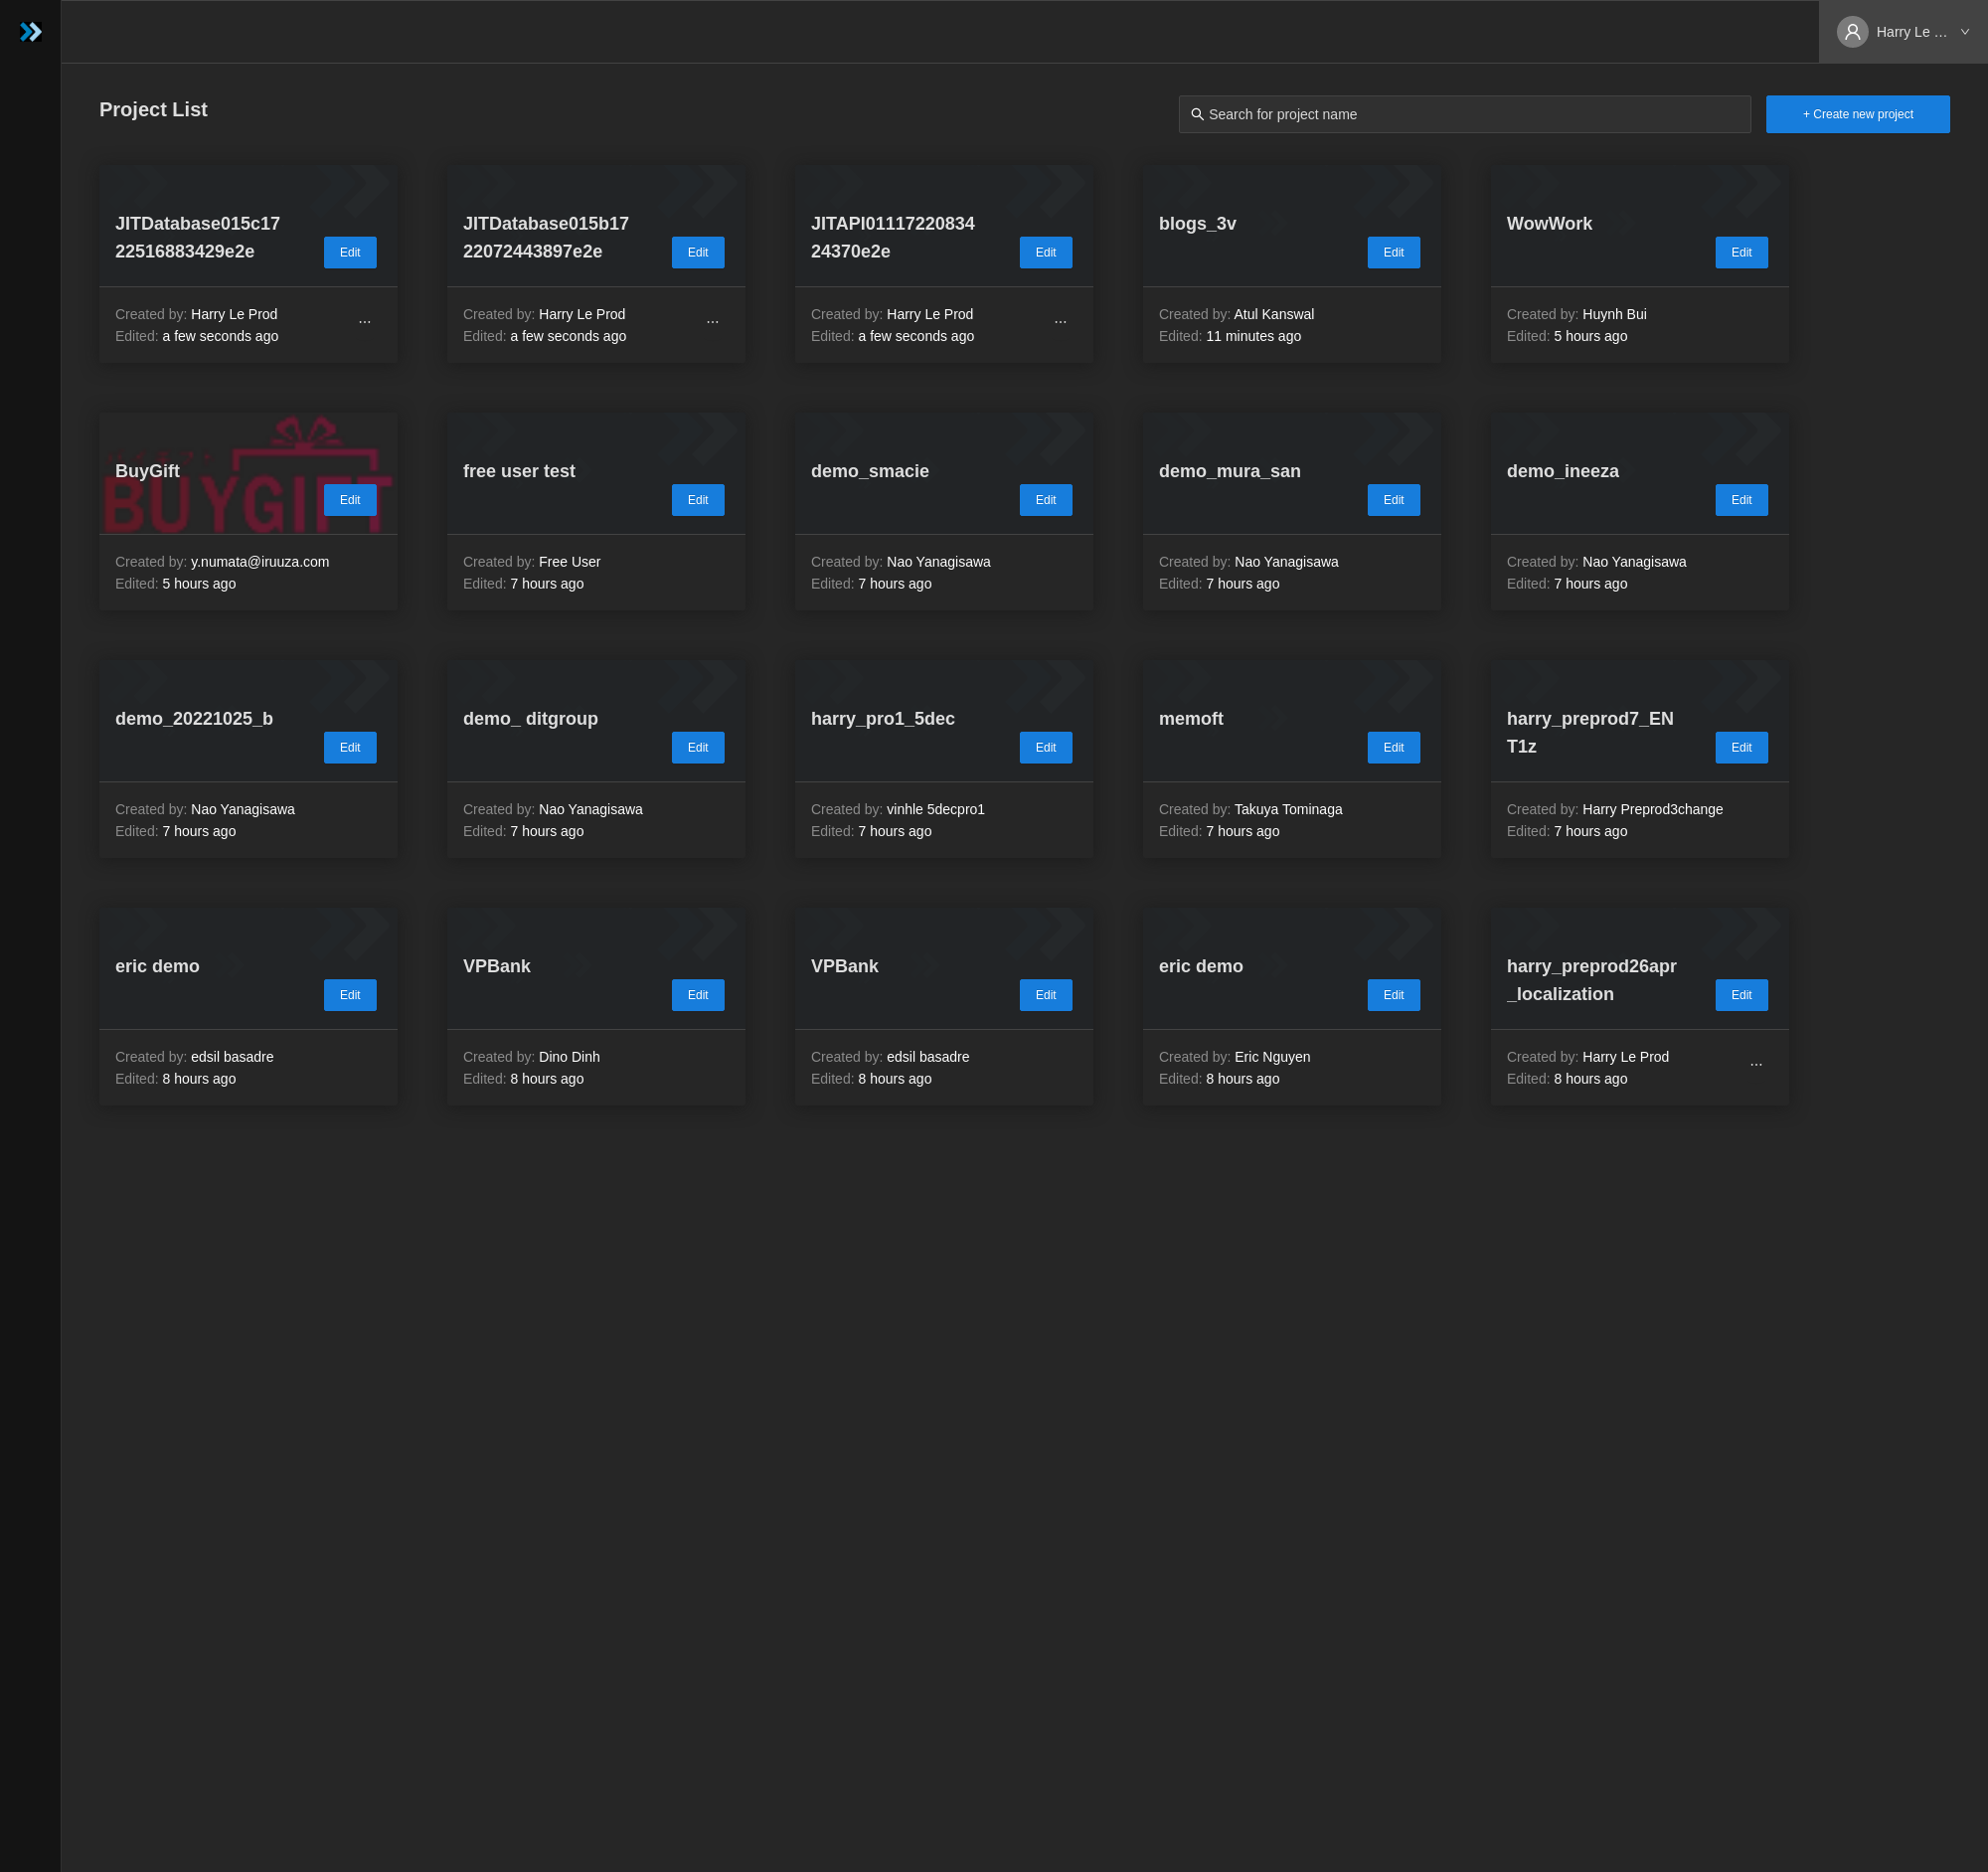 Harry Le ...
Project List
Search for project name
+ Create new project
JITDatabase015c17
22516883429e2e
Edit
Created by: Harry Le Prod
Edited: a few seconds ago
...
JITDatabase015b17
22072443897e2e
Edit
Created by: Harry Le Prod
Edited: a few seconds ago
...
JITAPI01117220834
24370e2e
Edit
Created by: Harry Le Prod
Edited: a few seconds ago
...
blogs_3v
Edit
Created by: Atul Kanswal
Edited: 11 minutes ago
WowWork
Edit
Created by: Huynh Bui
Edited: 5 hours ago
BuyGift
BUYGIFT
Edit
Created by: y.numata@iruuza.com
Edited: 5 hours ago
free user test
Edit
Created by: Free User
Edited: 7 hours ago
demo_smacie
Edit
Created by: Nao Yanagisawa
Edited: 7 hours ago
demo_mura_san
Edit
Created by: Nao Yanagisawa
Edited: 7 hours ago
demo_ineeza
Edit
Created by: Nao Yanagisawa
Edited: 7 hours ago
demo_20221025_b
Edit
Created by: Nao Yanagisawa
Edited: 7 hours ago
demo_ ditgroup
Edit
Created by: Nao Yanagisawa
Edited: 7 hours ago
harry_pro1_5dec
Edit
Created by: vinhle 5decpro1
Edited: 7 hours ago
memoft
Edit
Created by: Takuya Tominaga
Edited: 7 hours ago
harry_preprod7_EN
T1z
Edit
Created by: Harry Preprod3change
Edited: 7 hours ago
eric demo
Edit
Created by: edsil basadre
Edited: 8 hours ago
VPBank
Edit
Created by: Dino Dinh
Edited: 8 hours ago
VPBank
Edit
Created by: edsil basadre
Edited: 8 hours ago
eric demo
Edit
Created by: Eric Nguyen
Edited: 8 hours ago
harry_preprod26apr
_localization
Edit
Created by: Harry Le Prod
Edited: 8 hours ago
...